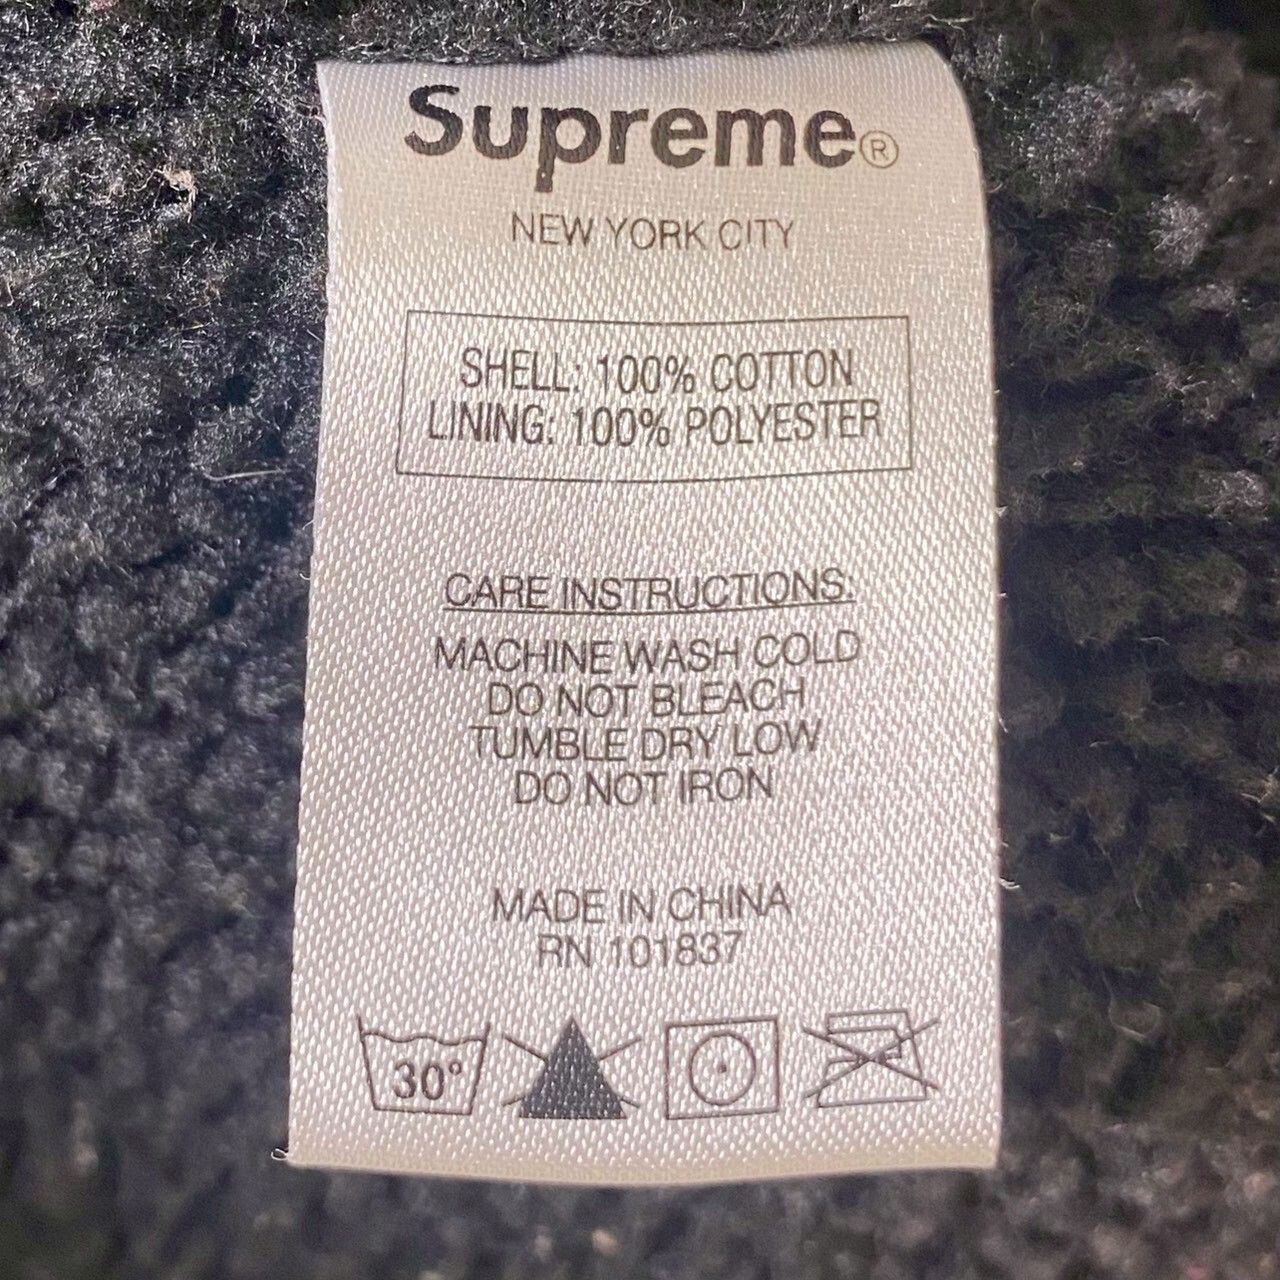 Supreme®
NEW YORK CITY
SHELL: 100% COTTON
LINING: 100% POLYESTER
CARE INSTRUCTIONS:
MACHINE WASH COLD
DO NOT BLEACH
TUMBLE DRY LOW
DO NOT IRON
MADE IN CHINA
RN 101837
30°